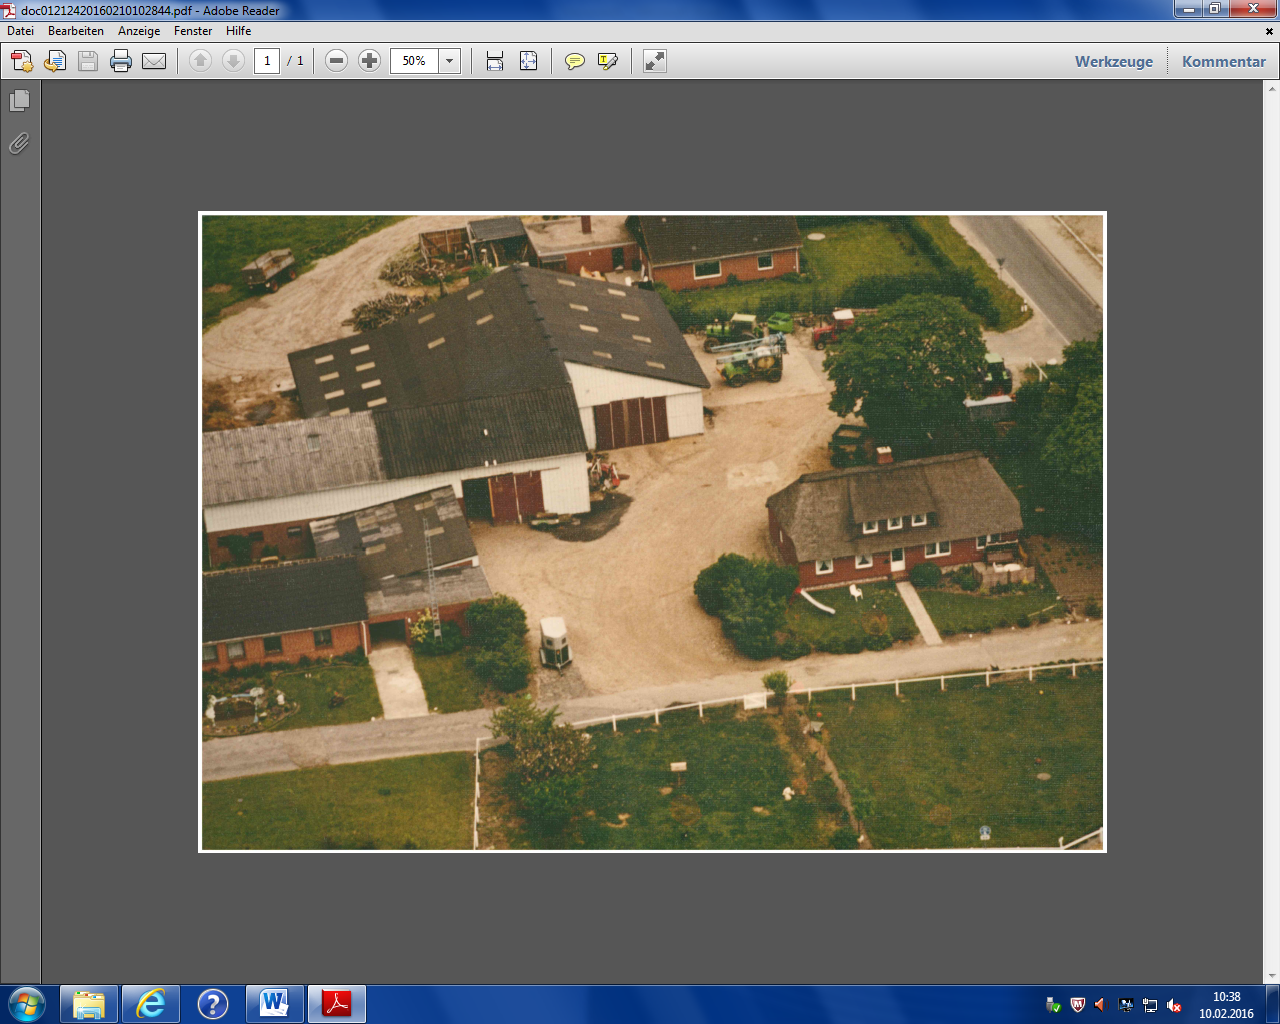 doc01212420160210102844.pdf - Adobe Reader
Datei Bearbeiten Anzeige Fenster Hilfe
1 / 1 50% Werkzeuge Kommentar
10:38
10.02.2016